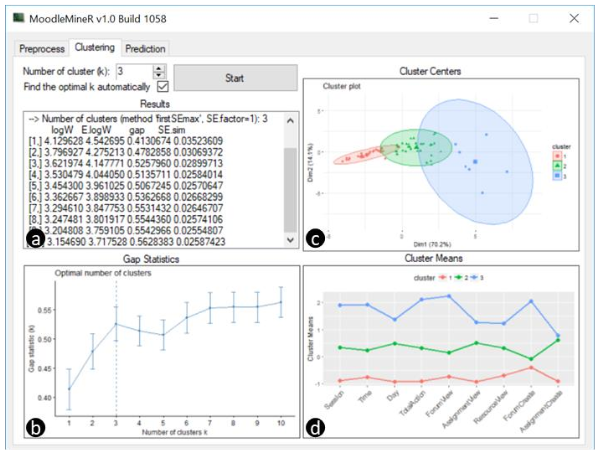 MoodleMineR v1.0 Build 1058
Preprocess Clustering Prediction
Number of cluster (k): 3
Find the optimal k automatically
Start
Results
--> Number of clusters (method 'firstSEmax', SE.factor=1): 3
logW E.logW gap SE.sim
[1,] 4.129628 4.542695 0.4130674 0.03523609
[2,] 3.796927 4.275213 0.4782858 0.03069372
[3,] 3.621974 4.147771 0.5257960 0.02899713
[4,] 3.530479 4.044050 0.5135711 0.02584014
[5,] 3.454300 3.961025 0.5067245 0.02570647
[6,] 3.362667 3.898933 0.5362668 0.02668299
[7,] 3.294610 3.847753 0.5531432 0.02646707
[8,] 3.247481 3.801917 0.5544360 0.02574106
3.204808 3.759105 0.5542966 0.02554807
3.154690 3.717528 0.5628383 0.02587423
a
Cluster Centers
Cluster plot
Dim2 (14.1%)
5
0
-5
0
5
Dim1 (78.2%)
cluster
1
2
3
c
Gap Statistics
Optimal number of clusters
Gap statistic (k)
0.55
0.50
0.45
0.40
1 2 3 4 5 6 7 8 9 10
Number of clusters k
b
Cluster Means
cluster 1 2 3
Cluster Means
2
1
0
-1
Session Time Day TotalAction ForumView AssignmentView ResourceView ForumCreate AssignmentCreate
d